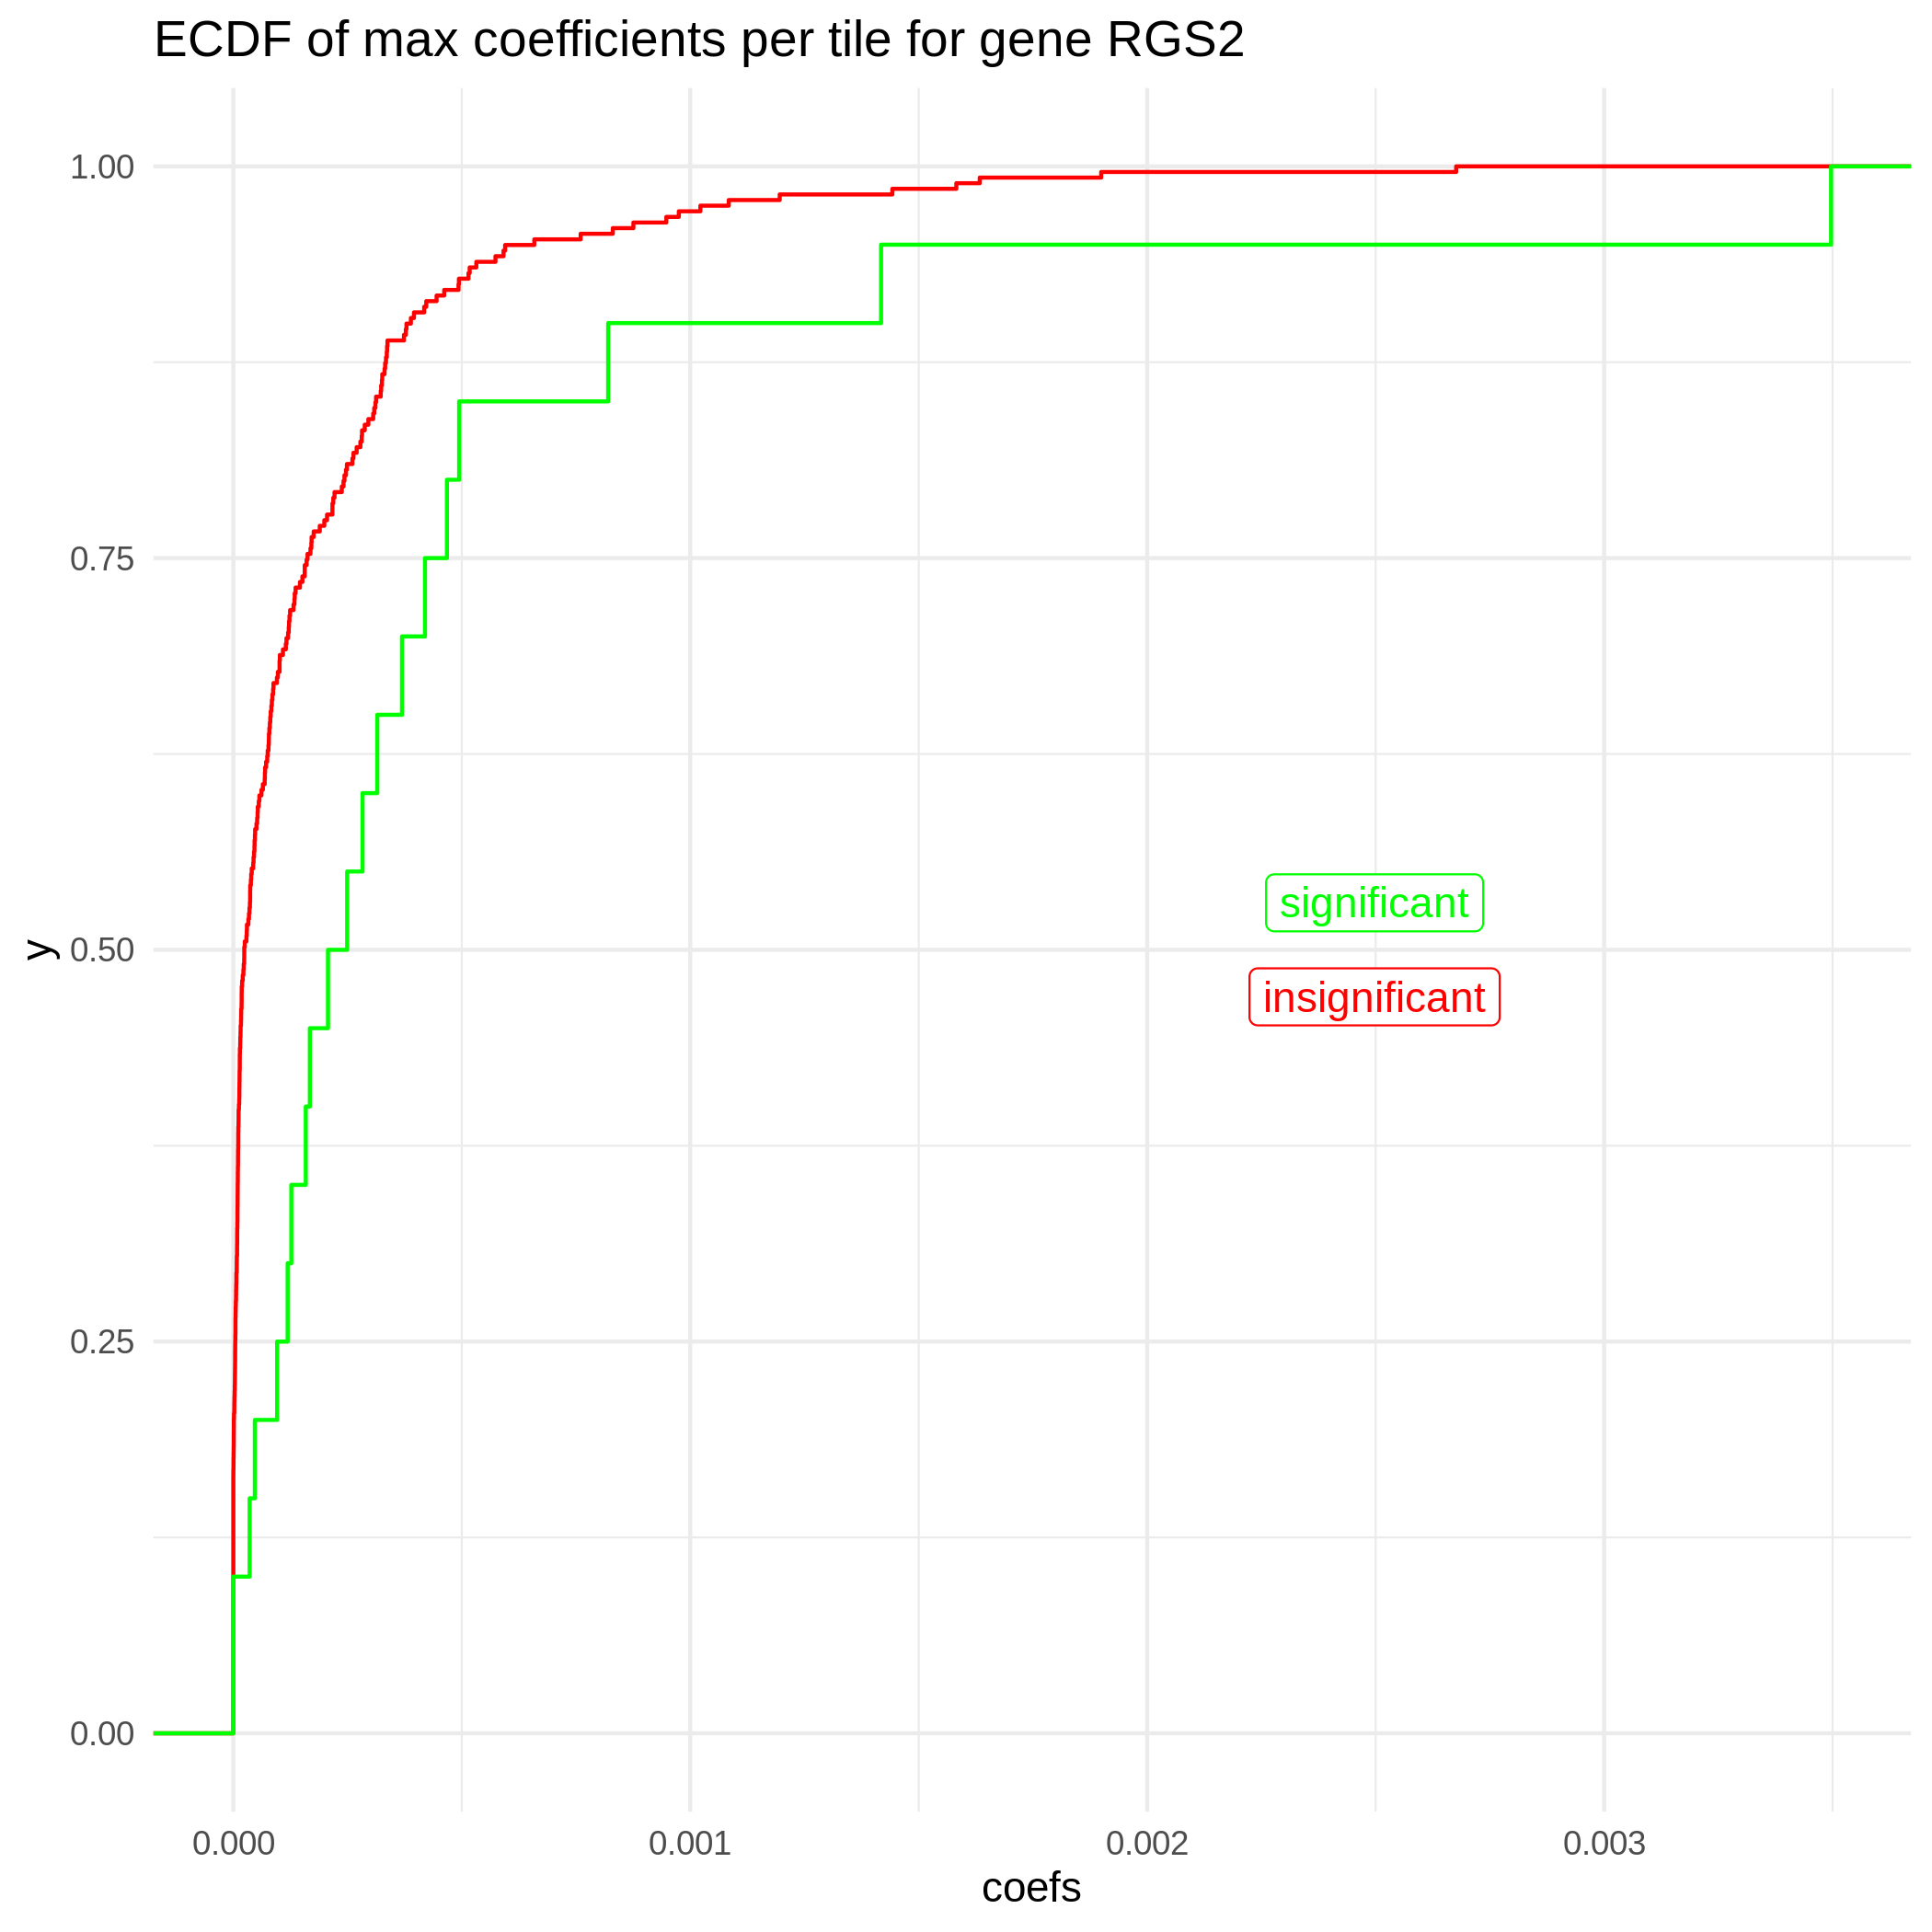 ECDF of max coefficients per tile for gene RGS2
1.00
0.75
0.50
0.25
0.00
y
significant
insignificant
0.000
0.001
0.002
0.003
coefs